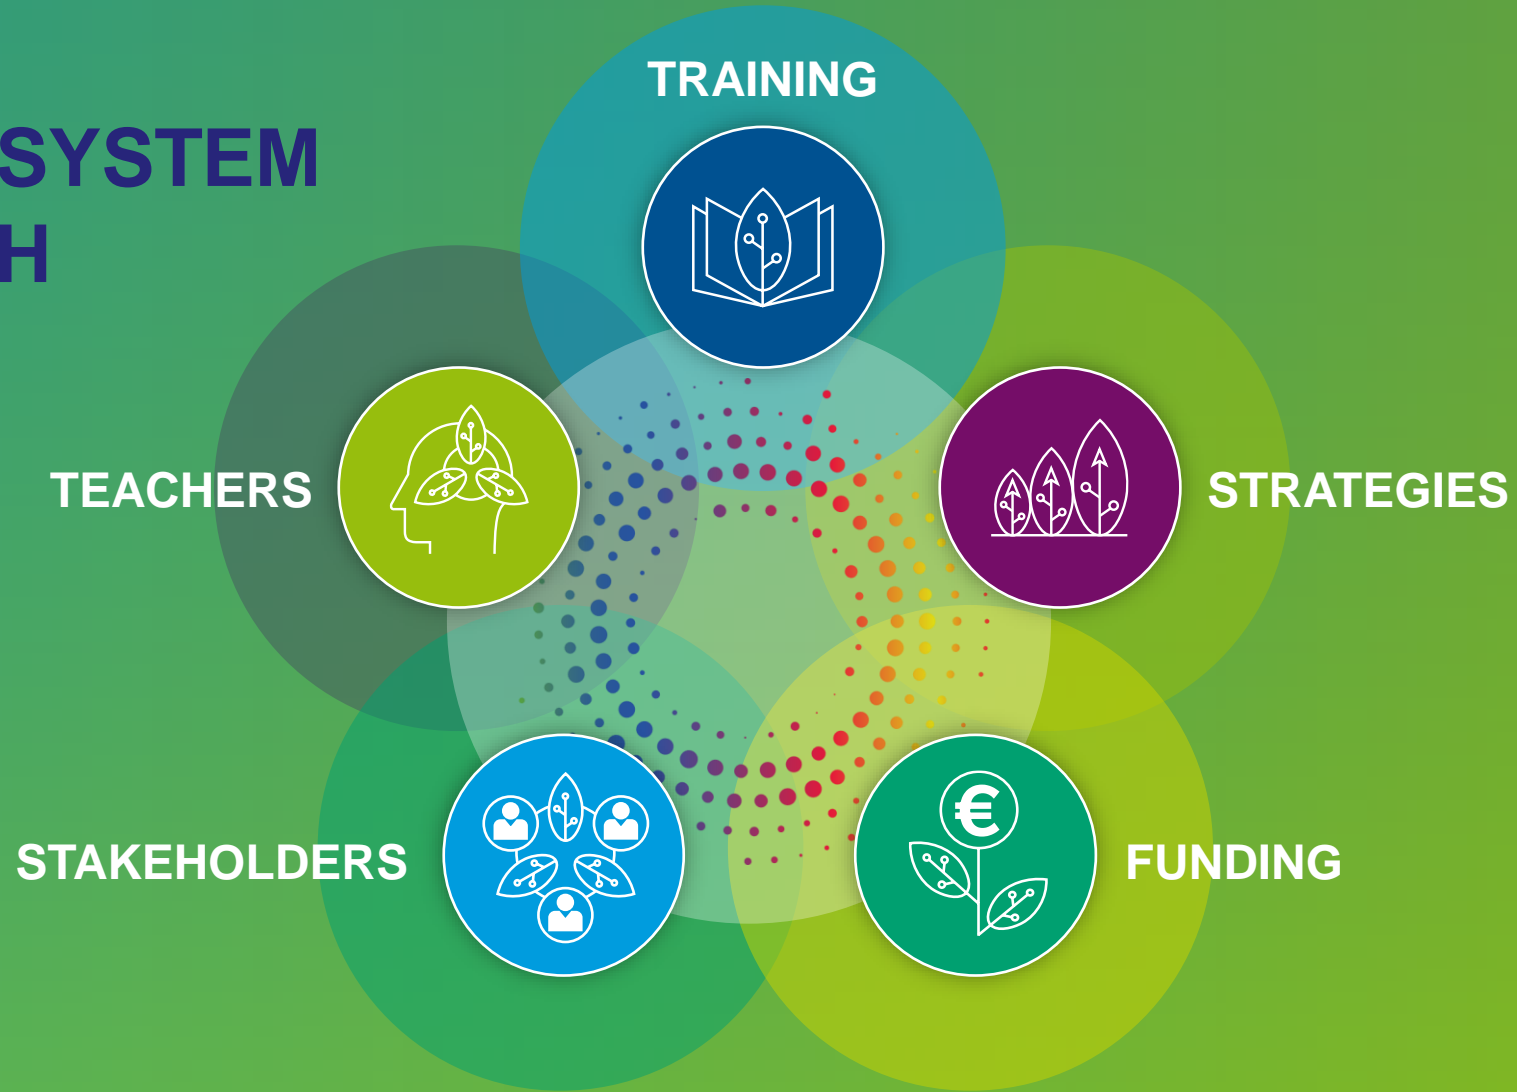 SYSTEM
H
TRAINING
TEACHERS
STRATEGIES
STAKEHOLDERS
€
FUNDING